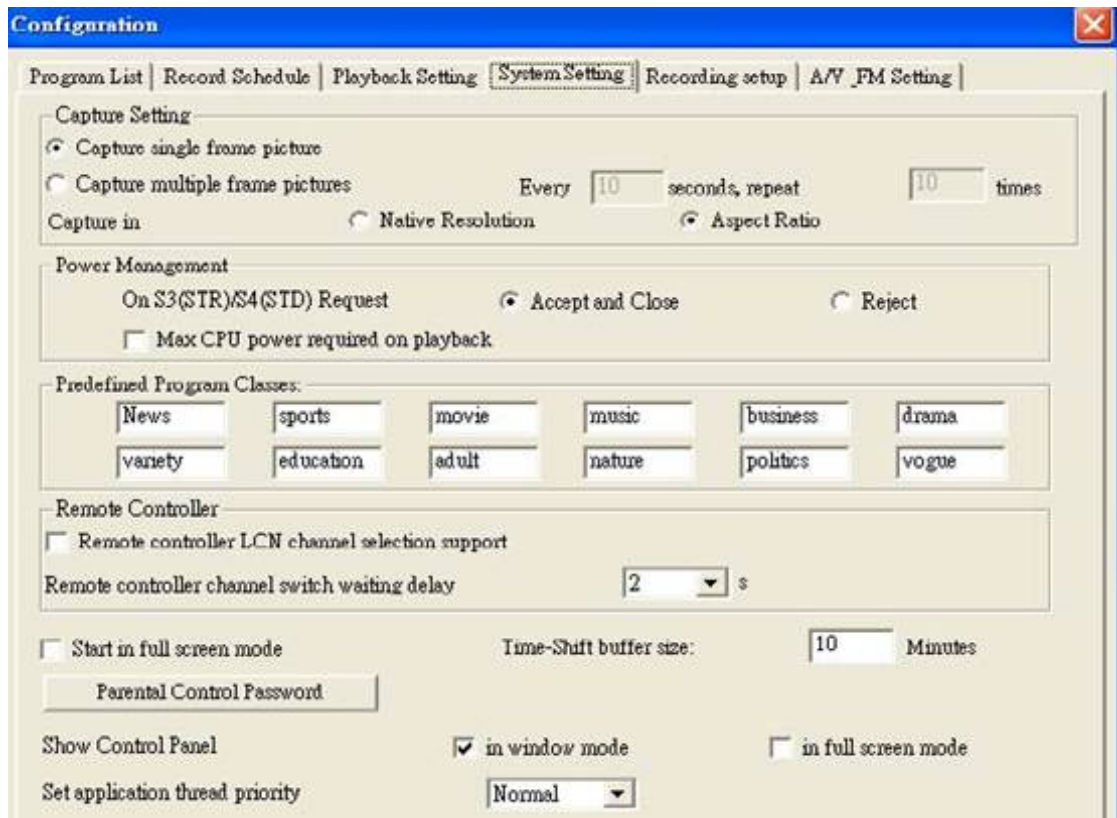 Configuration
Program List Record Schedule Playback Setting System Setting Recording setup A/V_FM Setting
Capture Setting
Capture single frame picture
Capture multiple frame pictures Every 10 seconds, repeat 10 times
Capture in Native Resolution Aspect Ratio
Power Management
On S3(STR)/S4(STD) Request Accept and Close Reject
Max CPU power required on playback
Predefined Program Classes:
News sports movie music business drama
variety education adult nature politics vogue
Remote Controller
Remote controller LCN channel selection support
Remote controller channel switch waiting delay 2 s
Start in full screen mode Time-Shift buffer size: 10 Minutes
Parental Control Password
Show Control Panel in window mode in full screen mode
Set application thread priority Normal